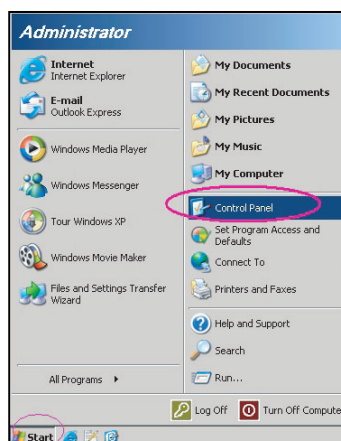 Administrator
Internet
Internet Explorer
E-mail
Outlook Express
Windows Media Player
Windows Messenger
Tour Windows XP
Windows Movie Maker
Files and Settings Transfer
Wizard
All Programs
My Documents
My Recent Documents
My Pictures
My Music
My Computer
Control Panel
Set Program Access and
Defaults
Connect To
Printers and Faxes
Help and Support
Search
Run...
Log Off
Turn Off Compute
Start